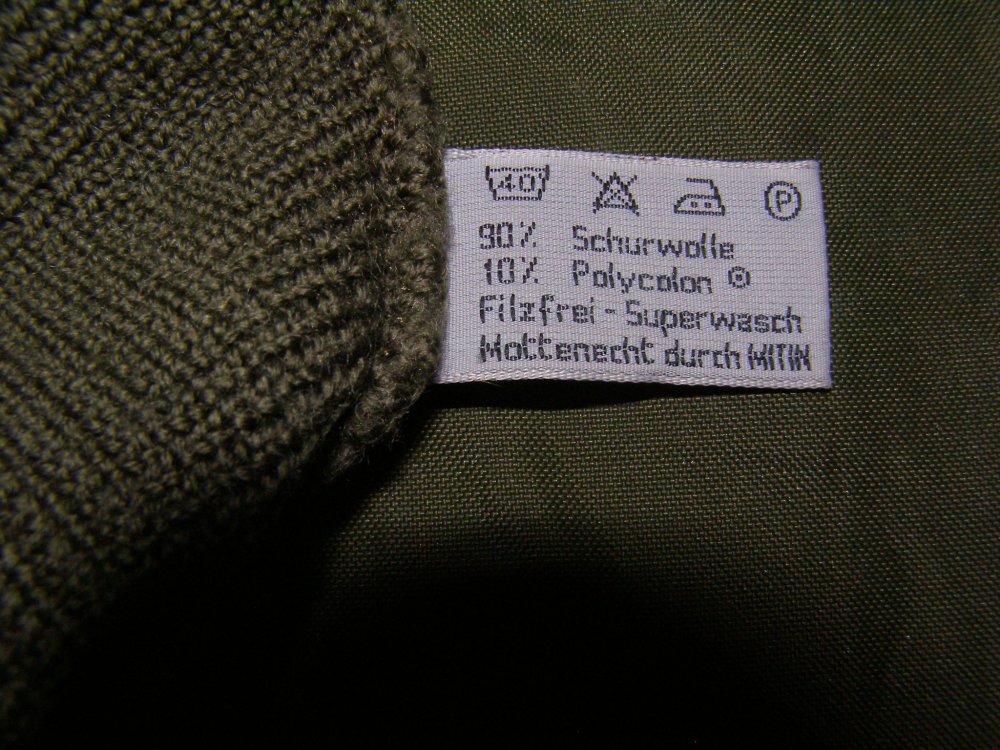 40 P
90% Schurwolle
10% Polycolon ®
Filzfrei - Superwasch
Mottenecht durch MITIN